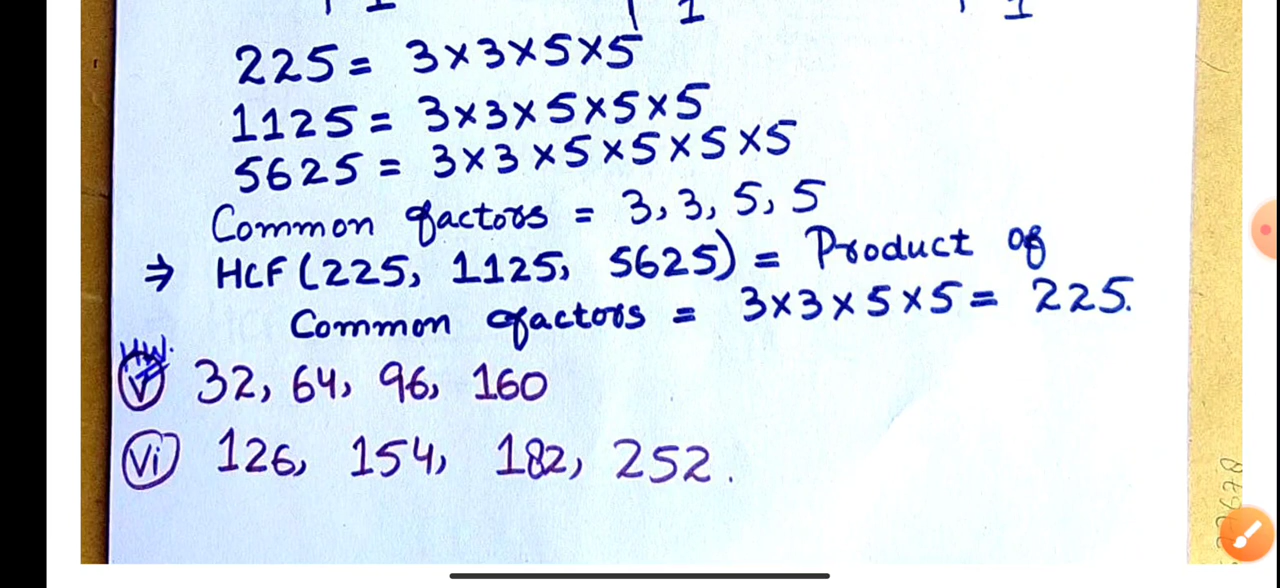 225 = 3×3×5×5
1125 = 3×3×5×5×5
5625 = 3×3×5×5×5×5
Common factors = 3, 3, 5, 5
⇒ HCF (225, 1125, 5625) = Product of
Common factors = 3×3×5×5 = 225.
HW.
(v) 32, 64, 96, 160
(vi) 126, 154, 182, 252.